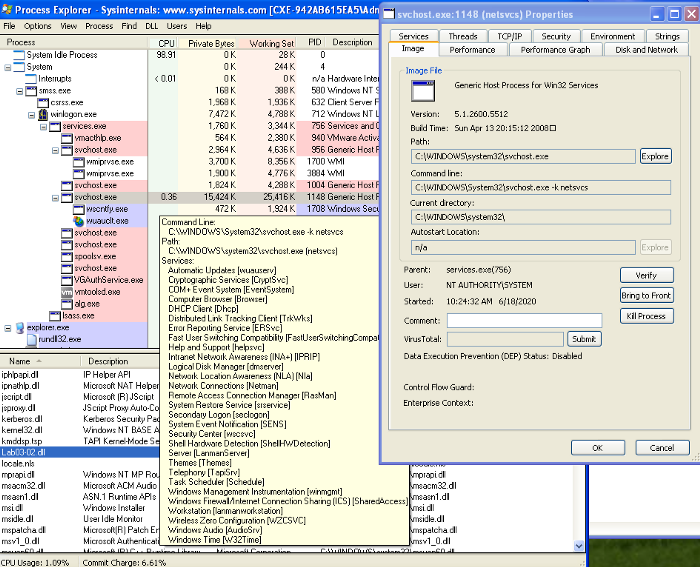 Process Explorer - Sysinternals: www.sysinternals.com [CXE-942AB615EA5\Adm
File Options View Process Find DLL Users Help
Process CPU Private Bytes Working Set PID Description
System Idle Process 98.91 0 K 28 K 0
System 0 K 244 K 4
Interrupts < 0.01 0 K 0 K n/a Hardware Inter
smss.exe 168 K 388 K 580 Windows NT S
csrss.exe 1,968 K 1,936 K 632 Client Server F
winlogon.exe 7,472 K 4,788 K 712 Windows NT L
services.exe 1,760 K 3,344 K 756 Services and C
vmacthlp.exe 564 K 2,380 K 940 VMware Activa
svchost.exe 2,964 K 4,636 K 956 Generic Host F
wmiprvse.exe 3,700 K 8,356 K 1700 WMI
wmiprvse.exe 1,900 K 4,776 K 3884 WMI
svchost.exe 1,824 K 4,288 K 1004 Generic Host F
svchost.exe 0.36 15,424 K 25,416 K 1148 Generic Host F
wscntfy.exe 472 K 1,924 K 1708 Windows Secu
wuauclt.exe
svchost.exe
svchost.exe
spoolsv.exe
svchost.exe
VGAuthService.exe
vmtoolsd.exe
alg.exe
lsass.exe
explorer.exe
rundll32.exe
Command Line:
C:\WINDOWS\System32\svchost.exe -k netsvcs
Path:
C:\WINDOWS\system32\svchost.exe (netsvcs)
Services:
Automatic Updates [wuauserv]
Cryptographic Services [CryptSvc]
COM+ Event System [EventSystem]
Computer Browser [Browser]
DHCP Client [Dhcp]
Distributed Link Tracking Client [TrkWks]
Error Reporting Service [ERSvc]
Fast User Switching Compatibility [FastUserSwitchingCompat
Help and Support [helpsvc]
Intranet Network Awareness (INA+) [IPRIP]
Logical Disk Manager [dmserver]
Network Location Awareness (NLA) [Nla]
Network Connections [Netman]
Remote Access Connection Manager [RasMan]
System Restore Service [srservice]
Secondary Logon [seclogon]
System Event Notification [SENS]
Security Center [wscsvc]
Shell Hardware Detection [ShellHWDetection]
Server [LanmanServer]
Themes [Themes]
Telephony [TapiSrv]
Task Scheduler [Schedule]
Windows Management Instrumentation [winmgmt]
Windows Firewall/Internet Connection Sharing (ICS) [SharedAccess]
Workstation [lanmanworkstation]
Wireless Zero Configuration [WZCSVC]
Windows Audio [AudioSrv]
Windows Time [W32Time]
Name Description
iphlpapi.dll IP Helper API
ipnathlp.dll Microsoft NAT Helper
jscript.dll Microsoft (R) JScript
jsproxy.dll JScript Proxy Auto-Co
kerberos.dll Kerberos Security Pac
kernel32.dll Windows NT BASE A
kmddsp.tsp TAPI Kernel-Mode Se
Lab03-02.dll
locale.nls
mprapi.dll Windows NT MP Rou \mprapi.dll
msacm32.dll Microsoft ACM Audio \msacm32.dll
msasn1.dll ASN.1 Runtime APIs \msasn1.dll
msi.dll Windows Installer \msi.dll
msidle.dll User Idle Monitor \msidle.dll
mspatcha.dll Microsoft(R) Patch En \mspatcha.dll
msv1_0.dll Microsoft Authenticati \msv1_0.dll
CPU Usage: 1.09% Commit Charge: 6.61%
svchost.exe:1148 (netsvcs) Properties
Services Threads TCP/IP Security Environment Strings
Image Performance Performance Graph Disk and Network
Image File
Generic Host Process for Win32 Services
Version: 5.1.2600.5512
Build Time: Sun Apr 13 20:15:12 2008
Path:
C:\WINDOWS\system32\svchost.exe Explore
Command line:
C:\WINDOWS\System32\svchost.exe -k netsvcs
Current directory:
C:\WINDOWS\system32\
Autostart Location:
n/a Explore
Parent: services.exe(756) Verify
User: NT AUTHORITY\SYSTEM
Started: 10:24:32 AM 6/18/2020 Bring to Front
Comment: Kill Process
VirusTotal: Submit
Data Execution Prevention (DEP) Status: Disabled
Control Flow Guard:
Enterprise Context:
OK Cancel